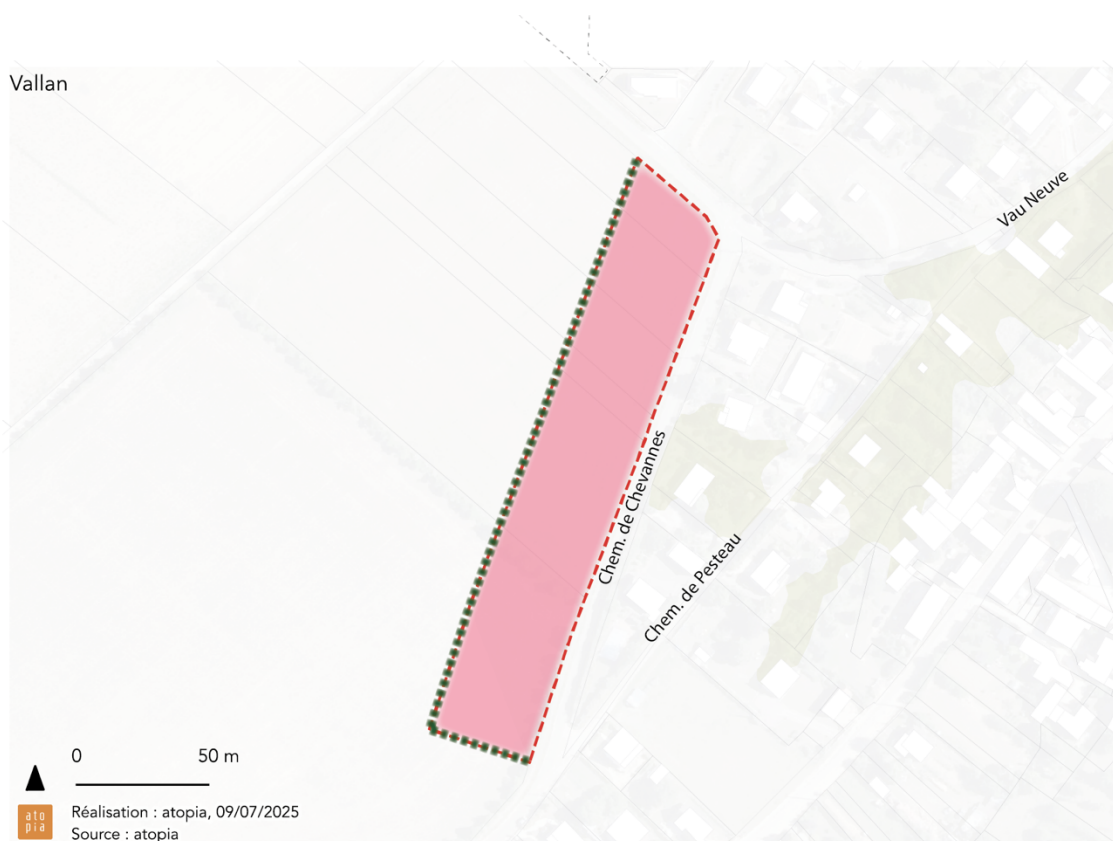 Vallan
Vau Neuve
Chem. de Chevannes
Chem. de Pesteau
0 50 m
ato
pia
Réalisation : atopia, 09/07/2025
Source : atopia